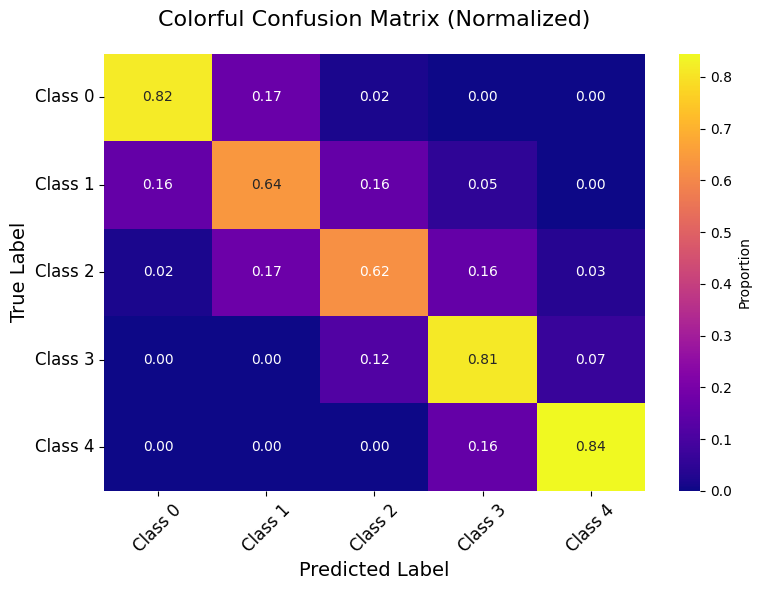 Colorful Confusion Matrix (Normalized)
Class 0 0.82 0.17 0.02 0.00 0.00
Class 1 0.16 0.64 0.16 0.05 0.00
Class 2 0.02 0.17 0.62 0.16 0.03
Class 3 0.00 0.00 0.12 0.81 0.07
Class 4 0.00 0.00 0.00 0.16 0.84
True Label
Class 0 Class 1 Class 2 Class 3 Class 4
Predicted Label
0.8
0.7
0.6
0.5
0.4
0.3
0.2
0.1
0.0
Proportion